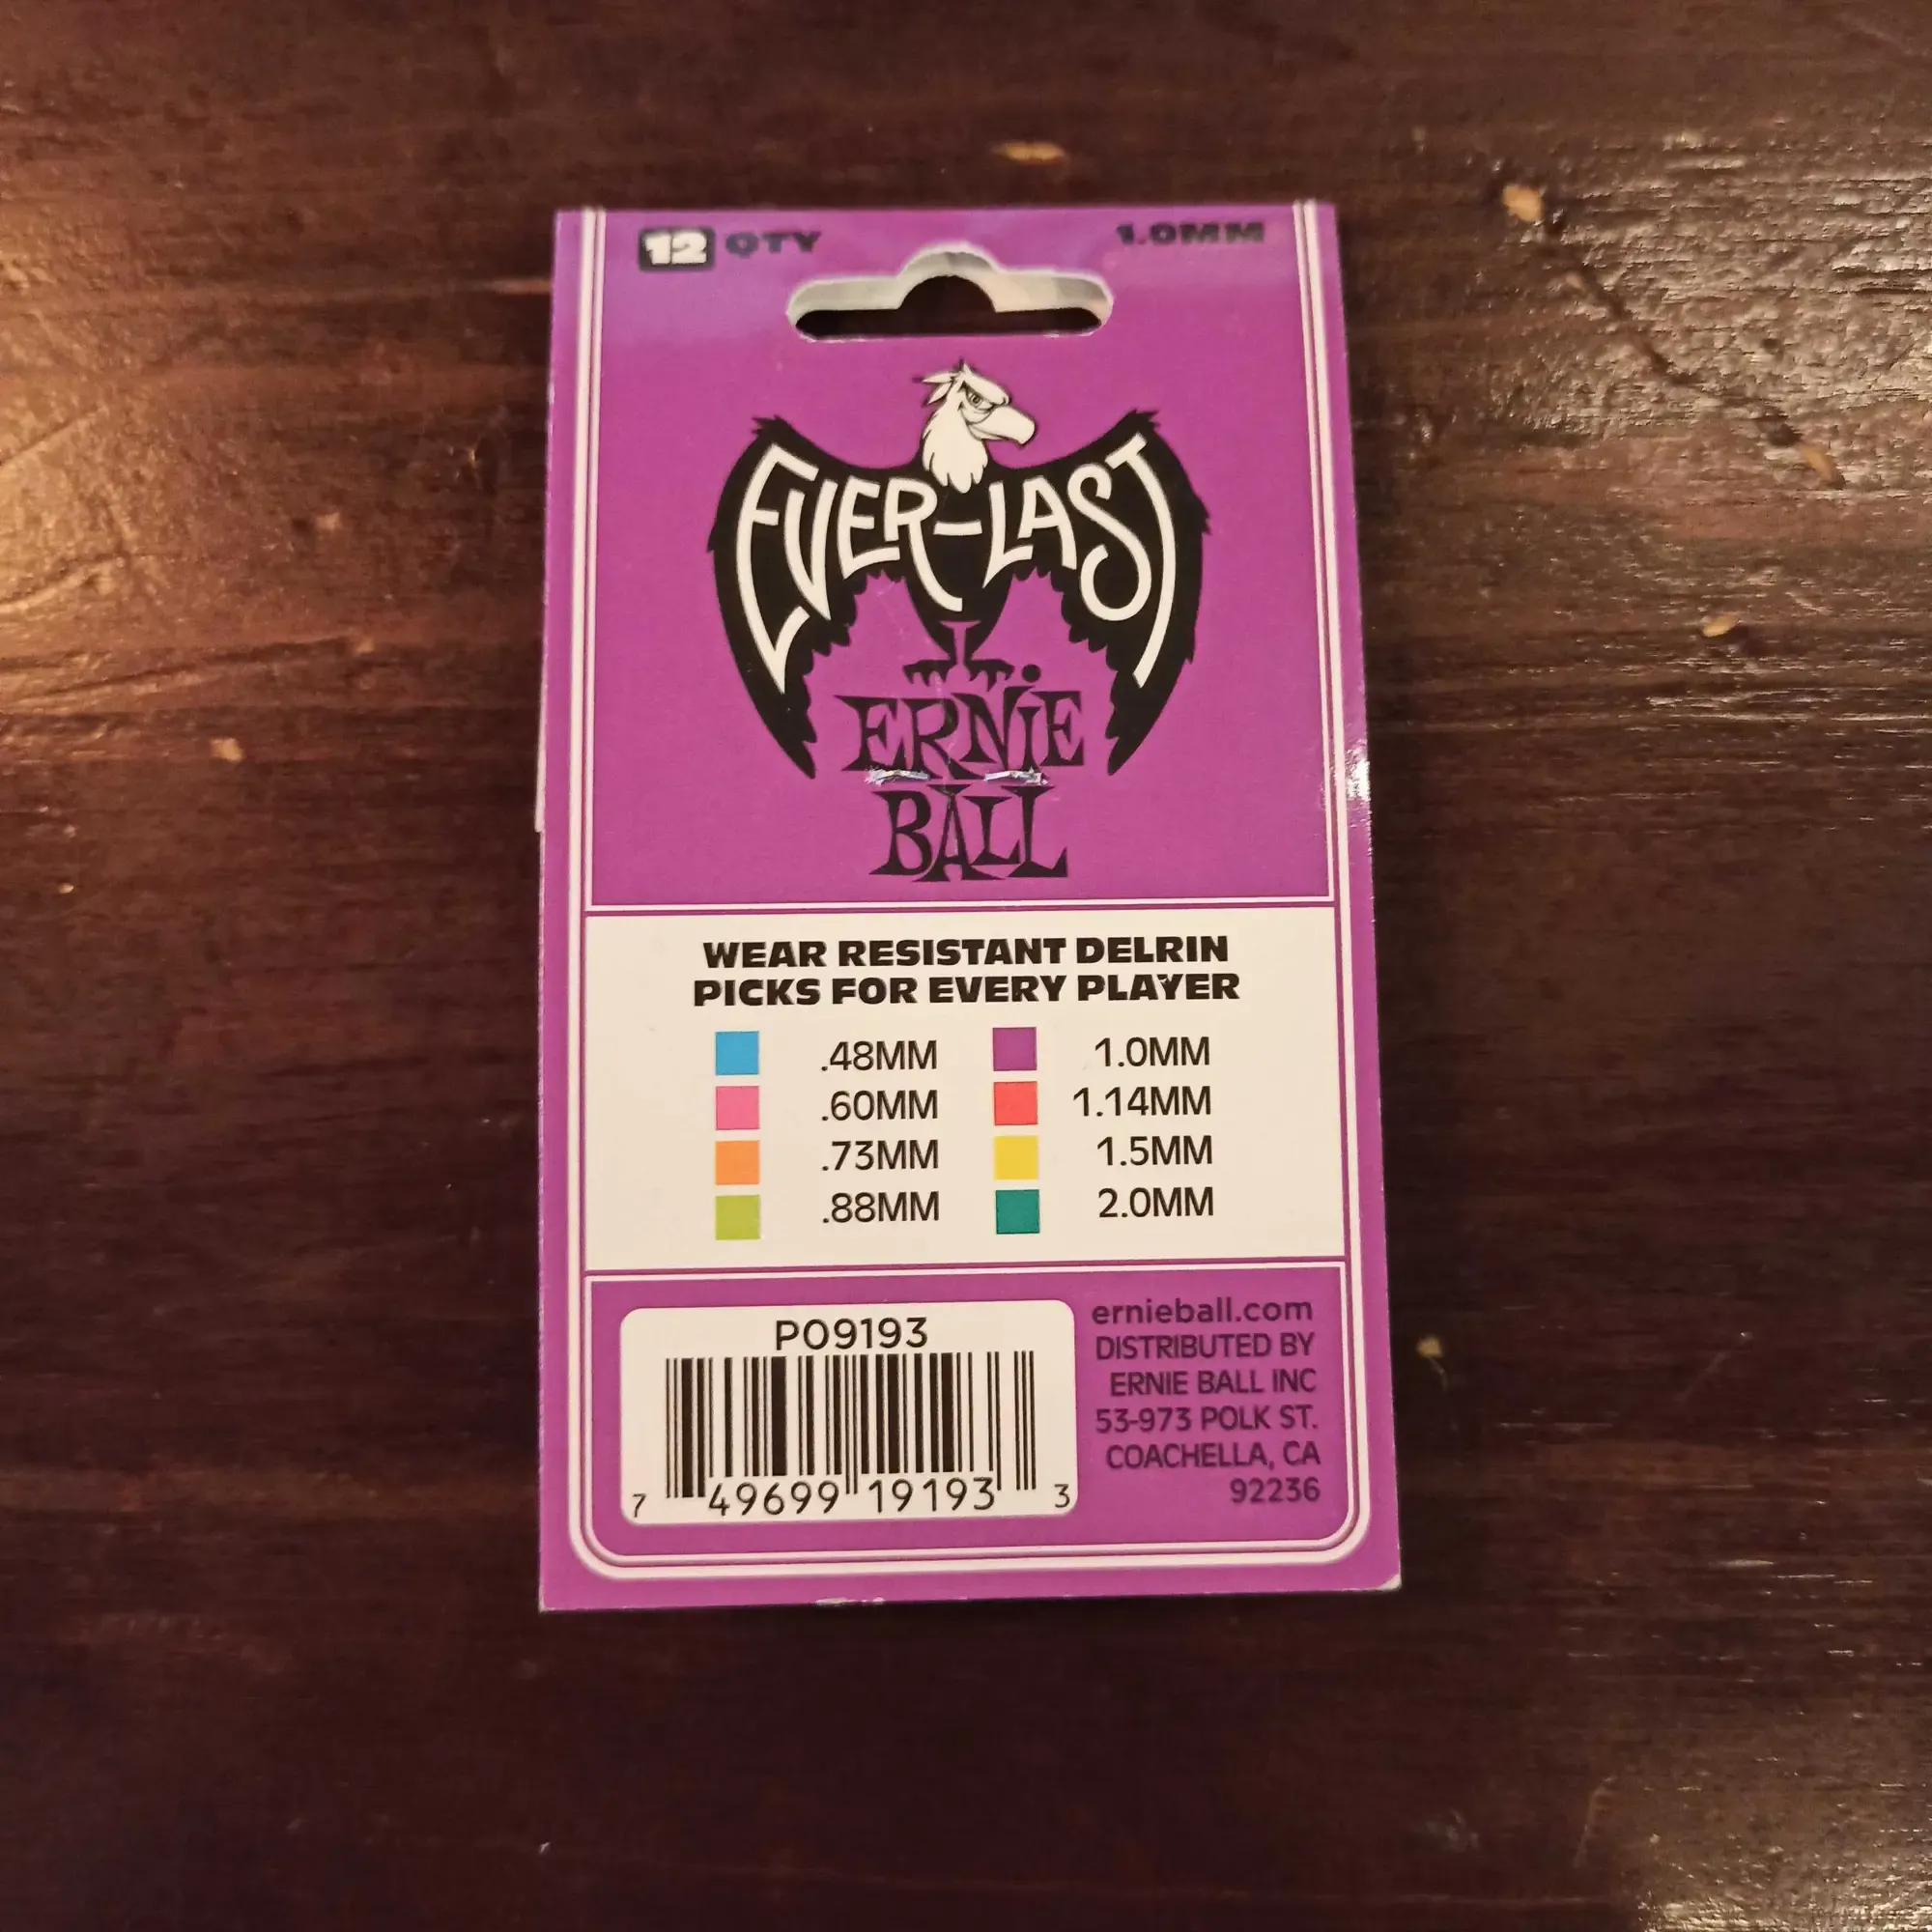 12 QTY 1.0MM
EVER-LAST
ERNiE
BALL
WEAR RESISTANT DELRIN
PICKS FOR EVERY PLAYER
.48MM 1.0MM
.60MM 1.14MM
.73MM 1.5MM
.88MM 2.0MM
PO9193
7 49699 19193 3
ernieball.com
DISTRIBUTED BY
ERNIE BALL INC
53-973 POLK ST.
COACHELLA, CA
92236